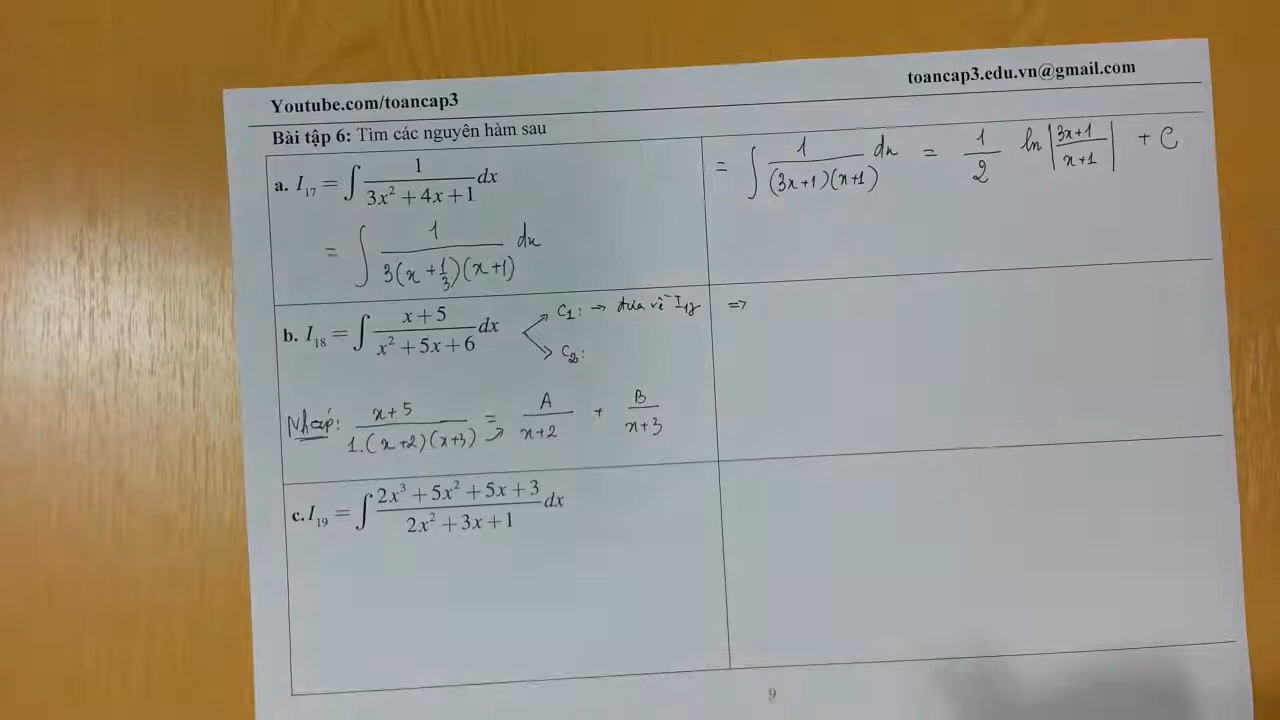 Youtube.com/toancap3
toancap3.edu.vn@gmail.com
Bài tập 6: Tìm các nguyên hàm sau
a. I₁₇ = ∫ 1/(3x² + 4x + 1) dx
= ∫ 1/(3(x + 1/3)(x+1)) dx
= ∫ 1/((3x+1)(x+1)) dx = 1/2 ln |(3x+1)/(x+1)| + C
b. I₁₈ = ∫ (x + 5)/(x² + 5x + 6) dx
C₁: → đưa về I₁₇
C₂:
=>
Nháp: (x+5)/(1.(x+2)(x+3)) = A/(x+2) + B/(x+3)
c. I₁₉ = ∫ (2x³ + 5x² + 5x + 3)/(2x² + 3x + 1) dx
9